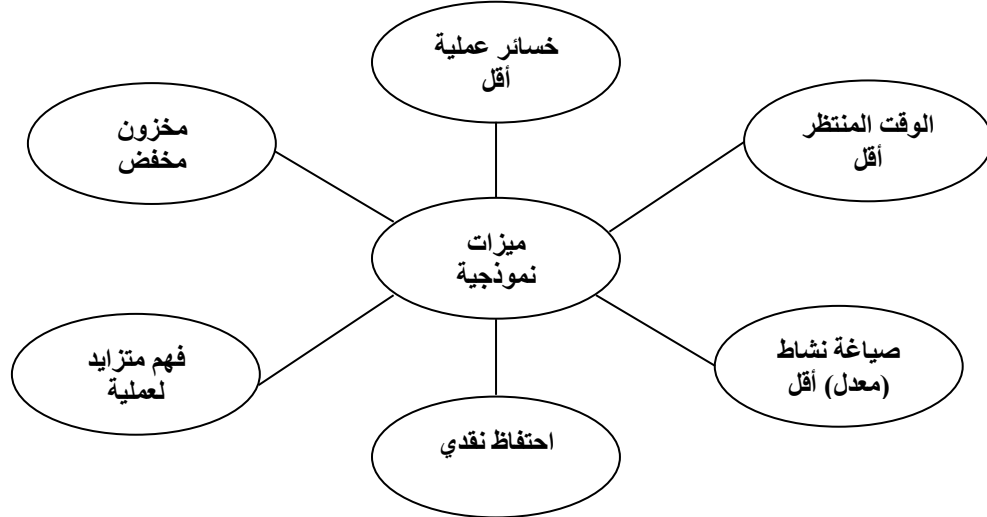 خسائر عملية
أقل
الوقت المنتظر
أقل
مخزون
مخفض
ميزات
نموذجية
صياغة نشاط
(معدل) أقل
فهم متزايد
لعملية
احتفاظ نقدي